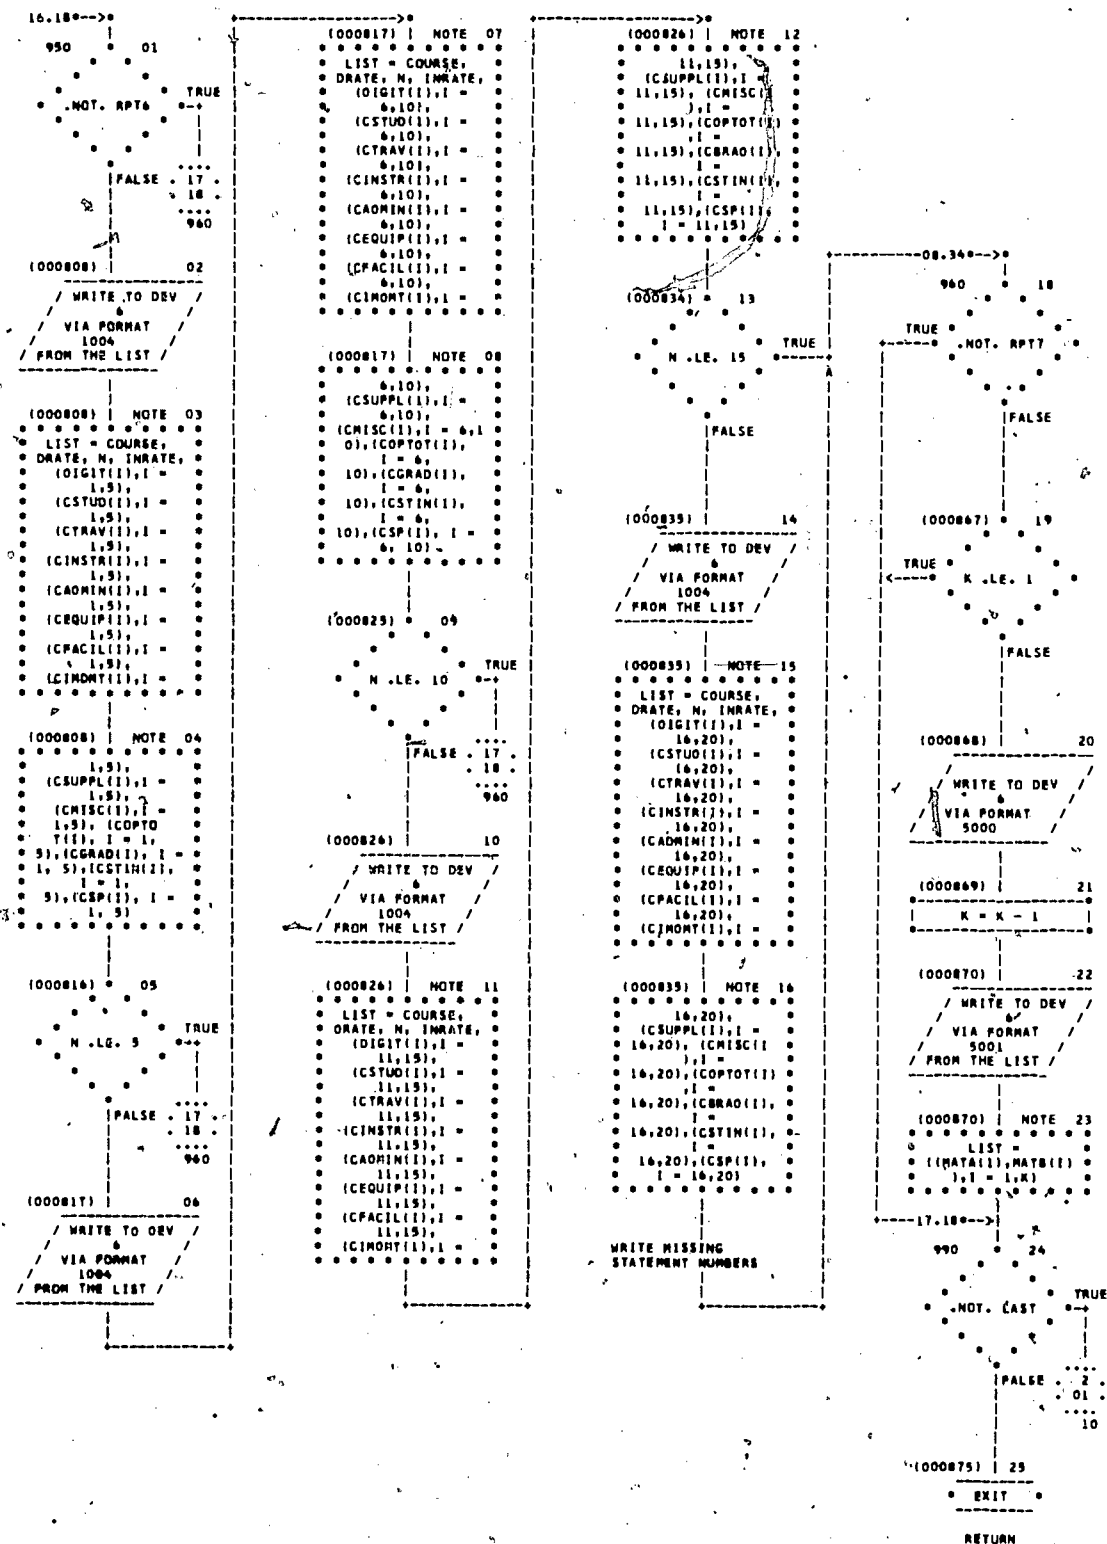 16.18*-->*
950 01
.NOT. RPT6
TRUE
FALSE
17
18
960
(000808) 02
WRITE TO DEV
6
VIA FORMAT
1004
FROM THE LIST
(000808) NOTE 03
LIST = COURSE,
DRATE, N, INRATE,
(DIGIT(I),I =
1,5),
(CSTUD(I),I =
1,5),
(CTRAV(I),I =
1,5),
(CINSTR(I),I =
1,5),
(CADMIN(I),I =
1,5),
(CEQUIP(I),I =
1,5),
(CFACIL(I),I =
1,5),
(CIMDMT(I),I =
(000808) NOTE 04
1,5),
(CSUPPL(I),I =
1,5),
(CMISC(I),I =
1,5), (COPTO
T(I), I = 1,
5),(CGRAD(I), I =
1, 5),(CSTIN(I),
I = 1,
5),(CSP(I), I =
1, 5)
(000816) 05
N .LE. 5
TRUE
FALSE
17
18
960
(000817) 06
WRITE TO DEV
6
VIA FORMAT
1004
FROM THE LIST
(000817) NOTE 07
LIST = COURSE,
DRATE, N, INRATE,
(DIGIT(I),I =
6,10),
(CSTUD(I),I =
6,10),
(CTRAV(I),I =
6,10),
(CINSTR(I),I =
6,10),
(CADMIN(I),I =
6,10),
(CEQUIP(I),I =
6,10),
(CFACIL(I),I =
6,10),
(CIMDMT(I),I =
(000817) NOTE 08
6,10),
(CSUPPL(I),I =
6,10),
(CMISC(I),I = 6,1
0),(COPTOT(I),
I = 6,
10),(CGRAD(I),
I = 6,
10),(CSTIN(I),
I = 6,
10),(CSP(I), I =
6, 10)
(000825) 09
N .LE. 10
TRUE
FALSE
17
18
960
(000826) 10
WRITE TO DEV
6
VIA FORMAT
1004
FROM THE LIST
(000826) NOTE 11
LIST = COURSE,
DRATE, N, INRATE,
(DIGIT(I),I =
11,15),
(CSTUD(I),I =
11,15),
(CTRAV(I),I =
11,15),
(CINSTR(I),I =
11,15),
(CADMIN(I),I =
11,15),
(CEQUIP(I),I =
11,15),
(CFACIL(I),I =
11,15),
(CIMDMT(I),I =
(000826) NOTE 12
11,15),
(CSUPPL(I),I =
11,15), (CMISC(I
),I =
11,15),(COPTOT(I)
,I =
11,15),(CBRAD(I),
I =
11,15),(CSTIN(I),
I =
11,15),(CSP(I),
I = 11,15)
(000834) 13
N .LE. 15
TRUE
FALSE
(000835) 14
WRITE TO DEV
6
VIA FORMAT
1004
FROM THE LIST
(000835) NOTE 15
LIST = COURSE,
DRATE, N, INRATE,
(DIGIT(I),I =
16,20),
(CSTUD(I),I =
16,20),
(CTRAV(I),I =
16,20),
(CINSTR(I),I =
16,20),
(CADMIN(I),I =
16,20),
(CEQUIP(I),I =
16,20),
(CFACIL(I),I =
16,20),
(CIMDMT(I),I =
(000835) NOTE 16
16,20),
(CSUPPL(I),I =
16,20), (CMISC(I
),I =
16,20),(COPTOT(I)
,I =
16,20),(CBRAD(I),
I =
16,20),(CSTIN(I),
I =
16,20),(CSP(I),
I = 16,20)
WRITE MISSING
STATEMENT NUMBERS
08.34*-->*
960 18
.NOT. RPT7
TRUE
FALSE
(000867) 19
K .LE. 1
TRUE
FALSE
(000868) 20
WRITE TO DEV
6
VIA FORMAT
5000
(000869) 21
K = K - 1
(000870) 22
WRITE TO DEV
6
VIA FORMAT
5001
FROM THE LIST
(000870) NOTE 23
LIST =
((MATA(I),MATB(I)
),I = 1,K)
17.18*-->*
990 24
.NOT. LAST
TRUE
FALSE
2
01
10
(000875) 25
EXIT
RETURN